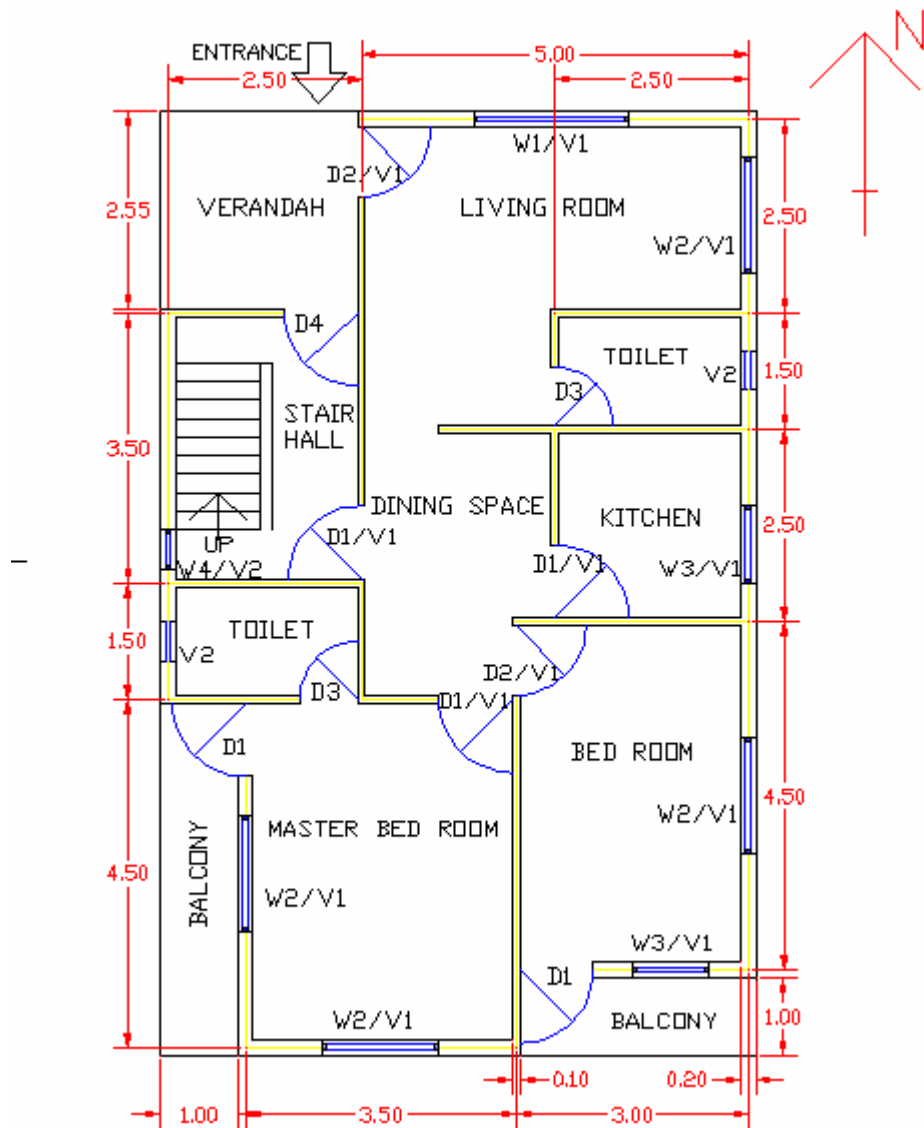 N
ENTRANCE
5.00
2.50
2.50
W1/V1
D2/V1
VERANDAH
LIVING ROOM
2.55
2.50
W2/V1
D4
TOILET
V2
1.50
D3
STAIR
HALL
3.50
DINING SPACE
KITCHEN
2.50
UP
D1/V1
D1/V1
W3/V1
W4/V2
TOILET
1.50
V2
D2/V1
D3
D1/V1
D1
BED ROOM
4.50
W2/V1
MASTER BED ROOM
BALCONY
4.50
W2/V1
W3/V1
D1
W2/V1
BALCONY
1.00
0.10
0.20
1.00
3.50
3.00